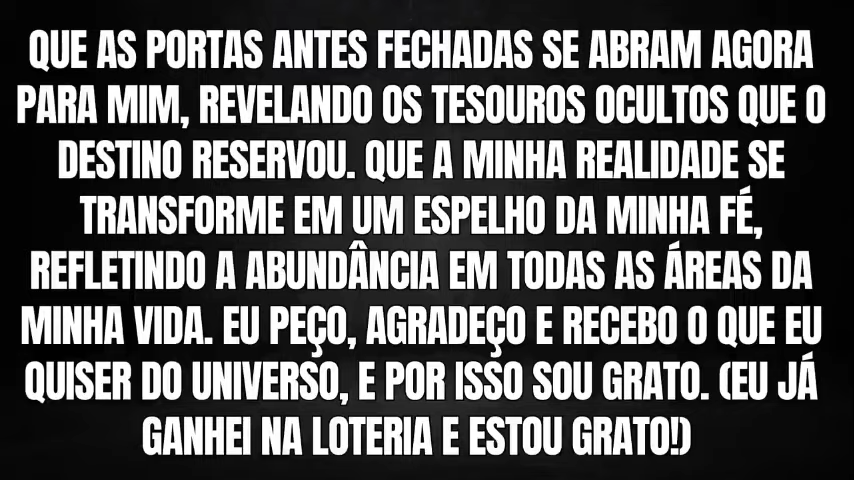 QUE AS PORTAS ANTES FECHADAS SE ABRAM AGORA
PARA MIM, REVELANDO OS TESOUROS OCULTOS QUE O
DESTINO RESERVOU. QUE A MINHA REALIDADE SE
TRANSFORME EM UM ESPELHO DA MINHA FÉ,
REFLETINDO A ABUNDÂNCIA EM TODAS AS ÁREAS DA
MINHA VIDA. EU PEÇO, AGRADEÇO E RECEBO O QUE EU
QUISER DO UNIVERSO, E POR ISSO SOU GRATO. (EU JÁ
GANHEI NA LOTERIA E ESTOU GRATO!)